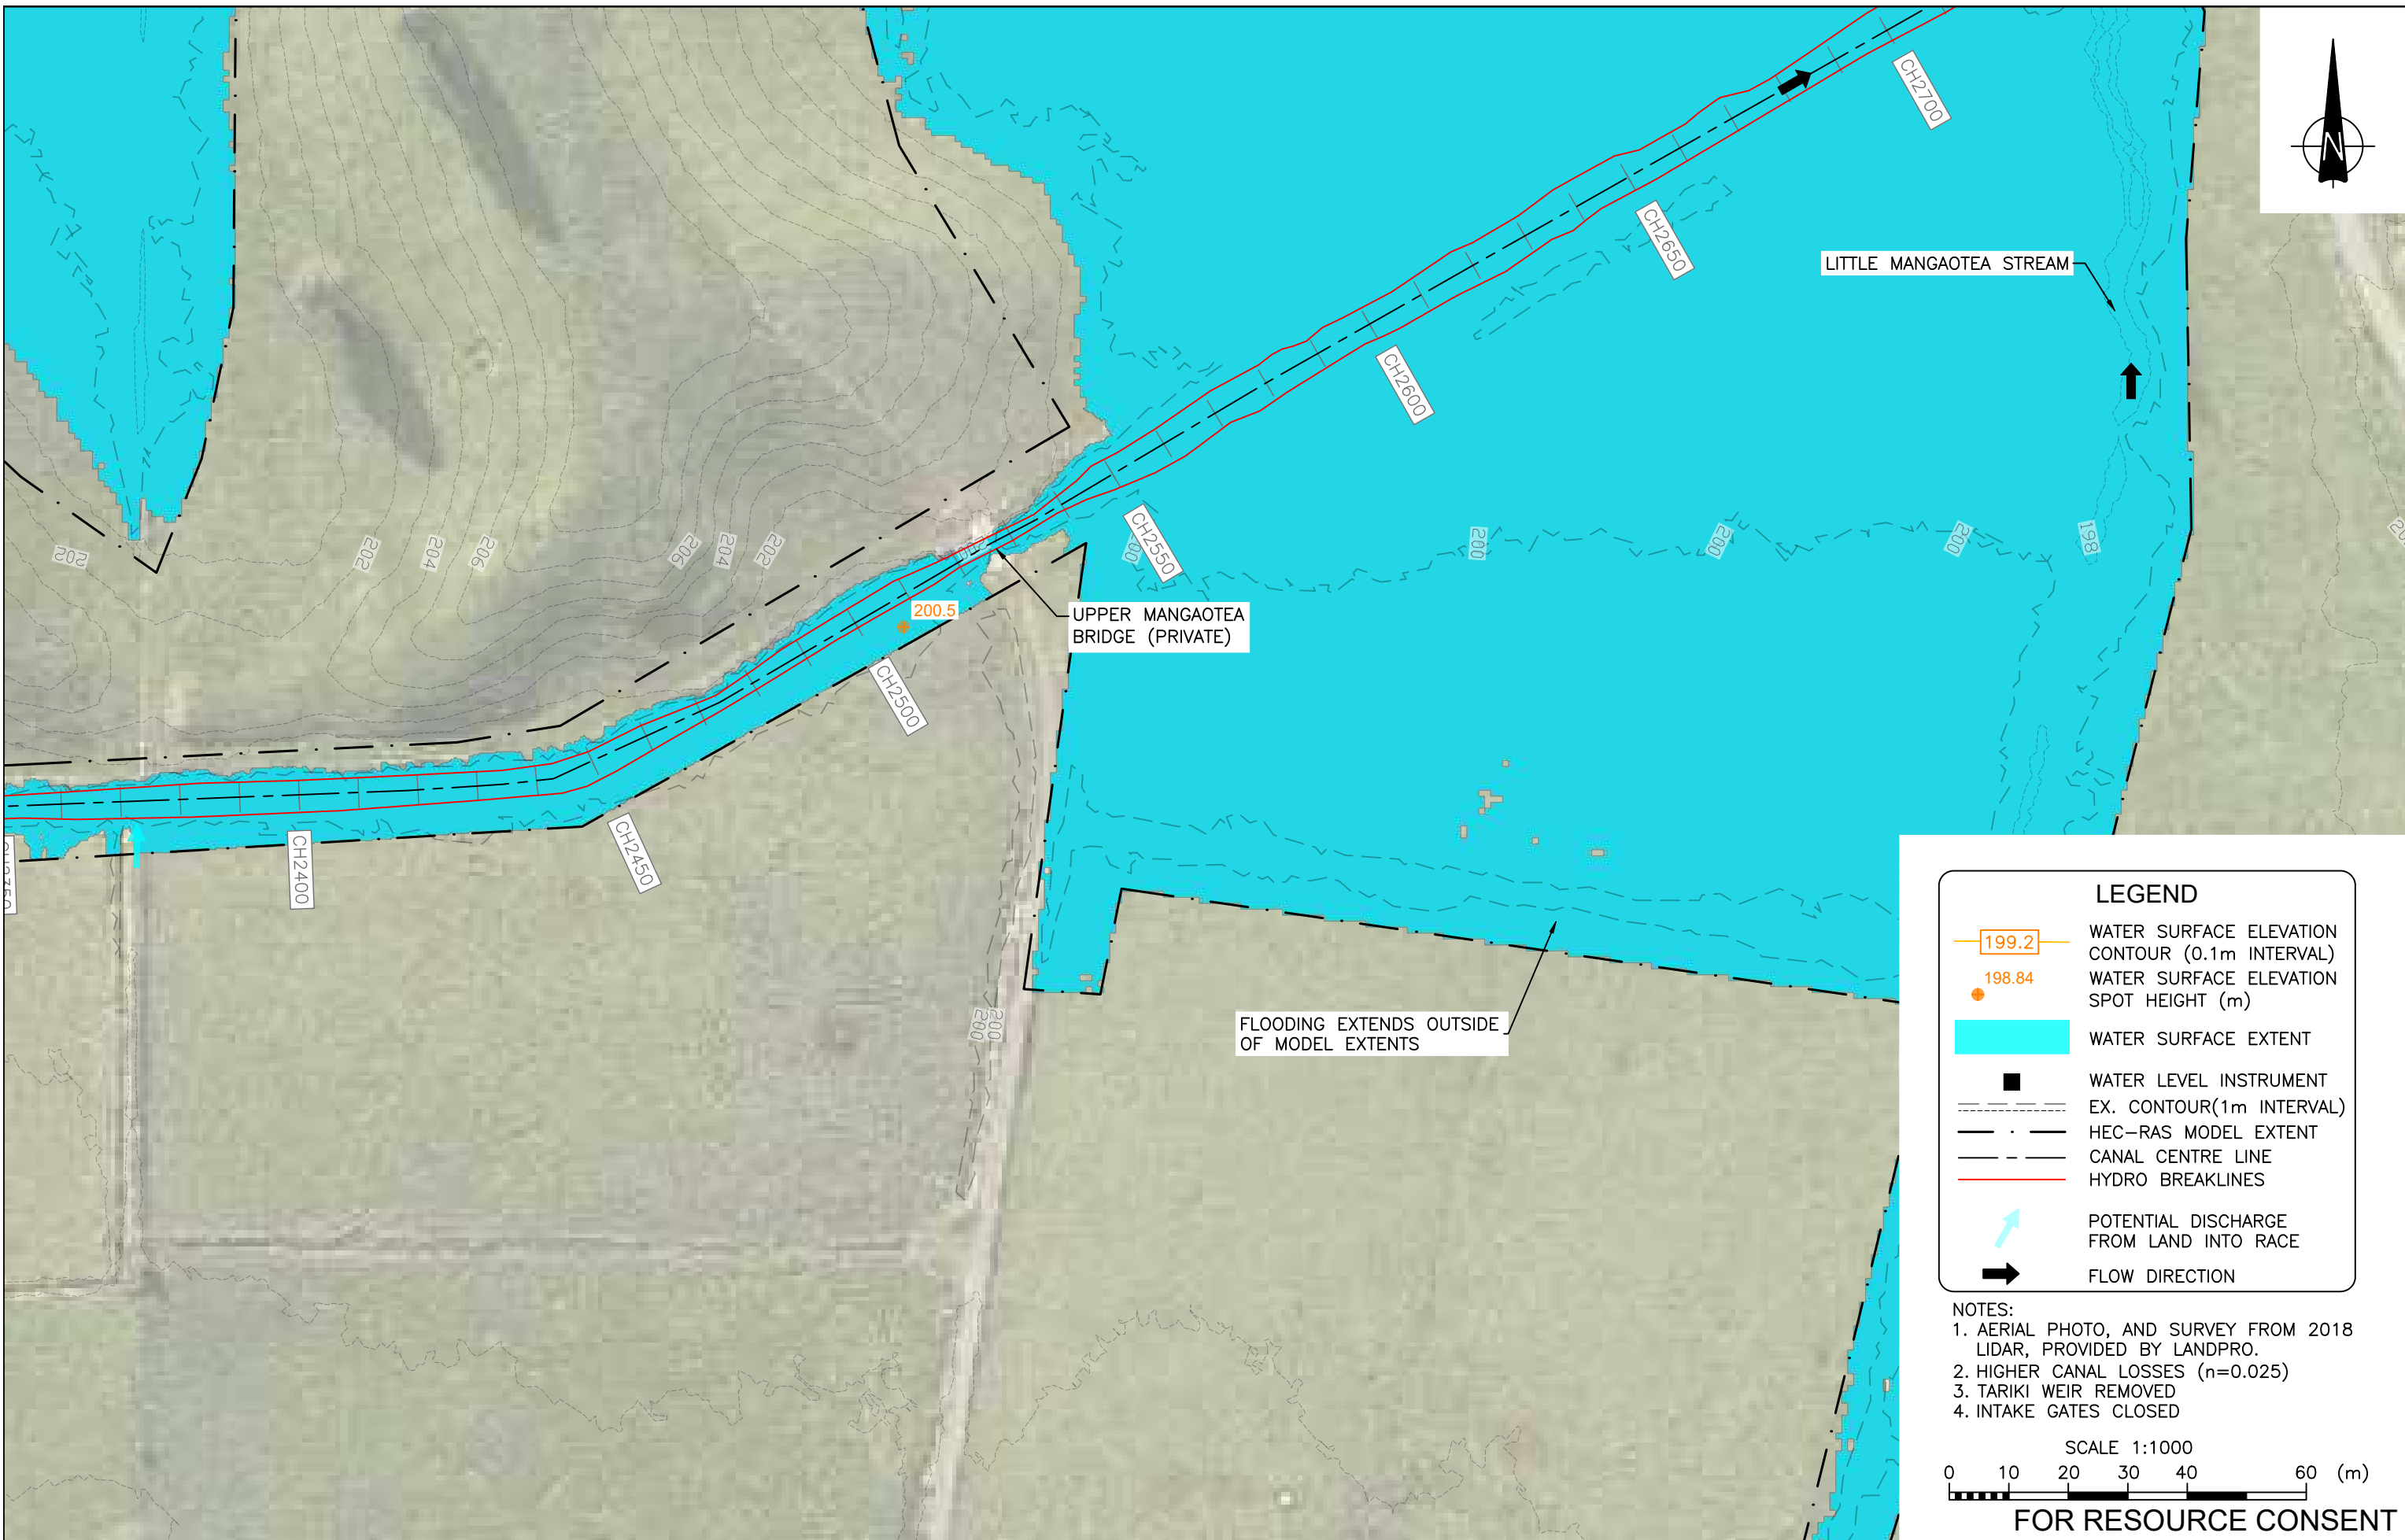 N
CH2700
CH2650
LITTLE MANGAOTEA STREAM
CH2600
CH2550
202
202
204
206
206
204
202
200
200
200
198
200.5
UPPER MANGAOTEA
BRIDGE (PRIVATE)
CH2500
CH2450
CH2400
200
200
FLOODING EXTENDS OUTSIDE
OF MODEL EXTENTS
LEGEND
199.2
WATER SURFACE ELEVATION
CONTOUR (0.1m INTERVAL)
198.84
WATER SURFACE ELEVATION
SPOT HEIGHT (m)
WATER SURFACE EXTENT
WATER LEVEL INSTRUMENT
EX. CONTOUR(1m INTERVAL)
HEC-RAS MODEL EXTENT
CANAL CENTRE LINE
HYDRO BREAKLINES
POTENTIAL DISCHARGE
FROM LAND INTO RACE
FLOW DIRECTION
NOTES:
1. AERIAL PHOTO, AND SURVEY FROM 2018
LIDAR, PROVIDED BY LANDPRO.
2. HIGHER CANAL LOSSES (n=0.025)
3. TARIKI WEIR REMOVED
4. INTAKE GATES CLOSED
SCALE 1:1000
0 10 20 30 40 60 (m)
FOR RESOURCE CONSENT